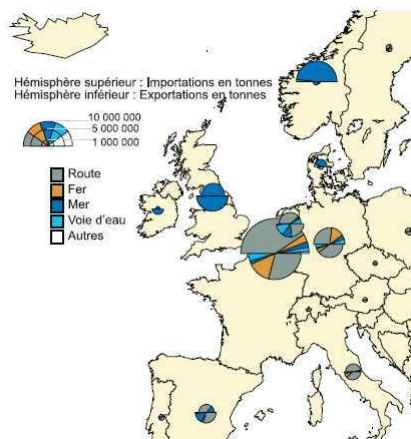 Hémisphère supérieur : Importations en tonnes
Hémisphère inférieur : Exportations en tonnes
10 000 000
5 000 000
1 000 000
Route
Fer
Mer
Voie d'eau
Autres